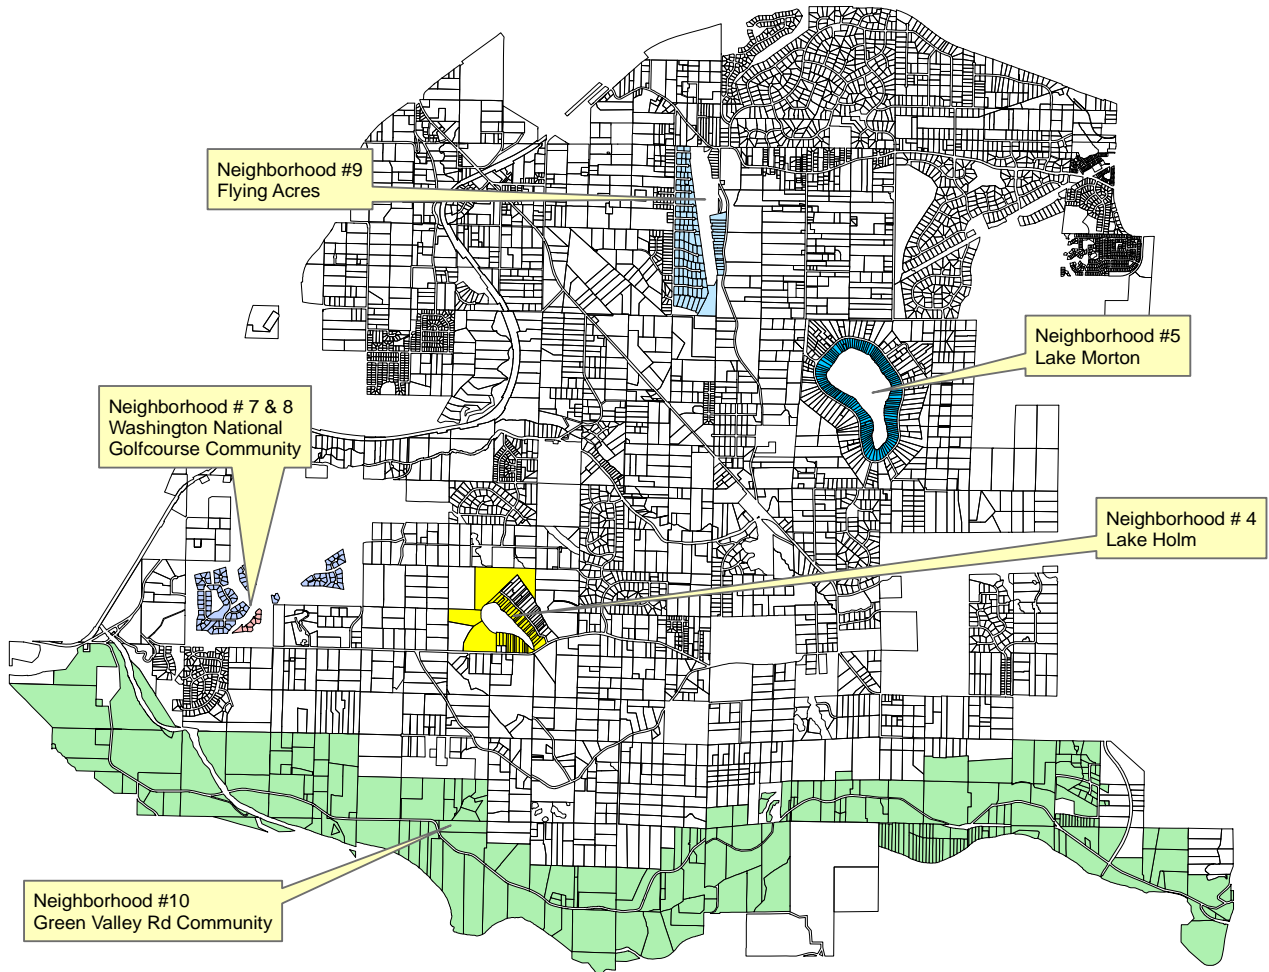 Neighborhood #9
Flying Acres
Neighborhood #5
Lake Morton
Neighborhood # 7 & 8
Washington National
Golfcourse Community
Neighborhood # 4
Lake Holm
Neighborhood #10
Green Valley Rd Community